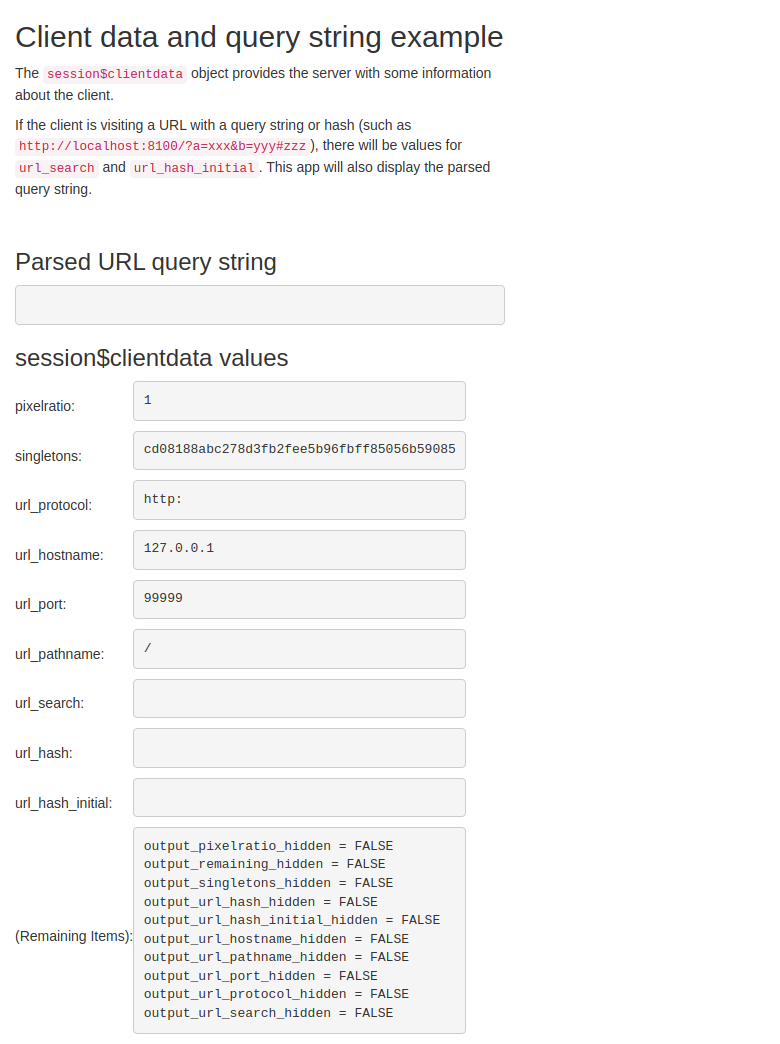 Client data and query string example
The session$clientdata object provides the server with some information
about the client.
If the client is visiting a URL with a query string or hash (such as
http://localhost:8100/?a=xxx&b=yyy#zzz), there will be values for
url_search and url_hash_initial. This app will also display the parsed
query string.
Parsed URL query string
session$clientdata values
pixelratio: 1
singletons: cd08188abc278d3fb2fee5b96fbff85056b59085
url_protocol: http:
url_hostname: 127.0.0.1
url_port: 99999
url_pathname: /
url_search:
url_hash:
url_hash_initial:
output_pixelratio_hidden = FALSE
output_remaining_hidden = FALSE
output_singletons_hidden = FALSE
output_url_hash_hidden = FALSE
output_url_hash_initial_hidden = FALSE
(Remaining Items): output_url_hostname_hidden = FALSE
output_url_pathname_hidden = FALSE
output_url_port_hidden = FALSE
output_url_protocol_hidden = FALSE
output_url_search_hidden = FALSE